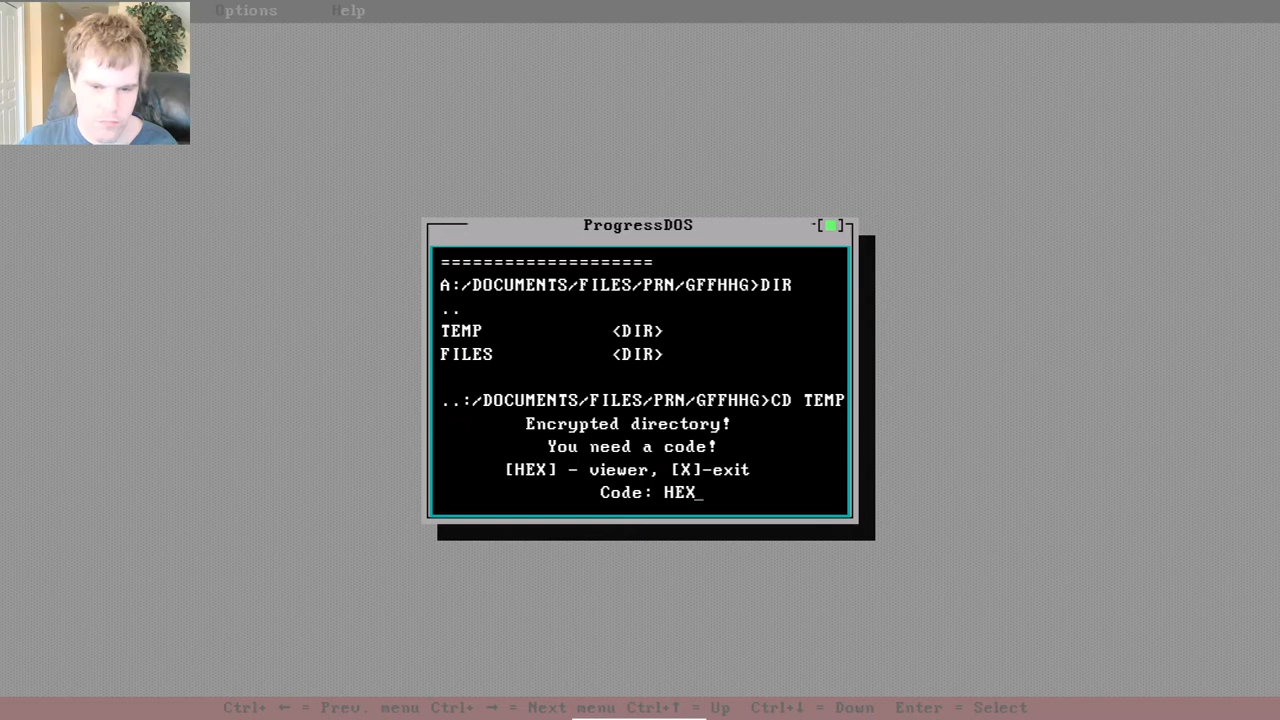 Options Help
ProgressDOS
====================
A:/DOCUMENTS/FILES/PRN/GFFHHG>DIR
..
TEMP <DIR>
FILES <DIR>
..:/DOCUMENTS/FILES/PRN/GFFHHG>CD TEMP
Encrypted directory!
You need a code!
[HEX] - viewer, [X]-exit
Code: HEX_
Ctrl+ ← = Prev. menu Ctrl+ → = Next menu Ctrl+↑ = Up Ctrl+↓ = Down Enter = Select